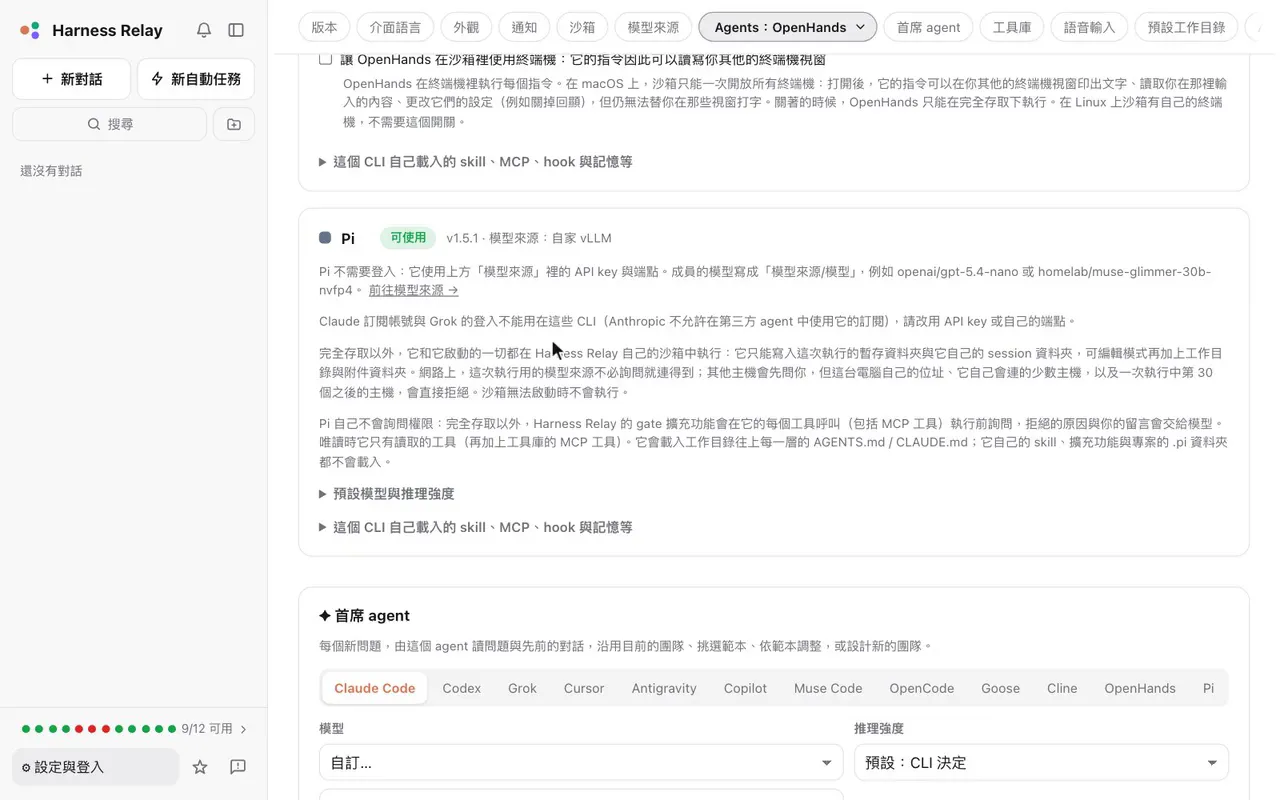 Harness Relay
+ 新對話
新自動任務
搜尋
還沒有對話
9/12 可用
設定與登入
版本
介面語言
外觀
通知
沙箱
模型來源
Agents：OpenHands
首席 agent
工具庫
語音輸入
預設工作目錄
讓 OpenHands 在沙箱裡使用終端機：它的指令因此可以讀寫你其他的終端機視窗
OpenHands 在終端機裡執行每個指令。在 macOS 上，沙箱只能一次開放所有終端機：打開後，它的指令可以在你其他的終端機視窗印出文字、讀取你在那裡輸
入的內容、更改它們的設定（例如關掉回顯），但仍無法替你在那些視窗打字。關著的時候，OpenHands 只能在完全存取下執行。在 Linux 上沙箱有自己的終端
機，不需要這個開關。
這個 CLI 自己載入的 skill、MCP、hook 與記憶等
Pi
可使用
v1.5.1 · 模型來源：自家 vLLM
Pi 不需要登入：它使用上方「模型來源」裡的 API key 與端點。成員的模型寫成「模型來源/模型」，例如 openai/gpt-5.4-nano 或 homelab/muse-glimmer-30b-
nvfp4。 前往模型來源 →
Claude 訂閱帳號與 Grok 的登入不能用在這些 CLI（Anthropic 不允許在第三方 agent 中使用它的訂閱），請改用 API key 或自己的端點。
完全存取以外，它和它啟動的一切都在 Harness Relay 自己的沙箱中執行：它只能寫入這次執行的暫存資料夾與它自己的 session 資料夾，可編輯模式再加上工作目
錄與附件資料夾。網路上，這次執行用的模型來源不必詢問就連得到；其他主機會先問你，但這台電腦自己的位址、它自己會連的少數主機，以及一次執行中第 30
個之後的主機，會直接拒絕。沙箱無法啟動時不會執行。
Pi 自己不會詢問權限：完全存取以外，Harness Relay 的 gate 擴充功能會在它的每個工具呼叫（包括 MCP 工具）執行前詢問，拒絕的原因與你的留言會交給模型。
唯讀時它只有讀取的工具（再加上工具庫的 MCP 工具）。它會載入工作目錄往上每一層的 AGENTS.md / CLAUDE.md；它自己的 skill、擴充功能與專案的 .pi 資料夾
都不會載入。
預設模型與推理強度
這個 CLI 自己載入的 skill、MCP、hook 與記憶等
首席 agent
每個新問題，由這個 agent 讀問題與先前的對話，沿用目前的團隊、挑選範本、依範本調整，或設計新的團隊。
Claude Code
Codex
Grok
Cursor
Antigravity
Copilot
Muse Code
OpenCode
Goose
Cline
OpenHands
Pi
模型
推理強度
自訂...
預設：CLI 決定